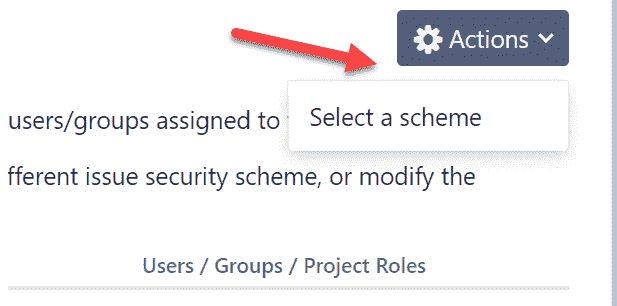 Actions
users/groups assigned to
Select a scheme
fferent issue security scheme, or modify the
Users / Groups / Project Roles